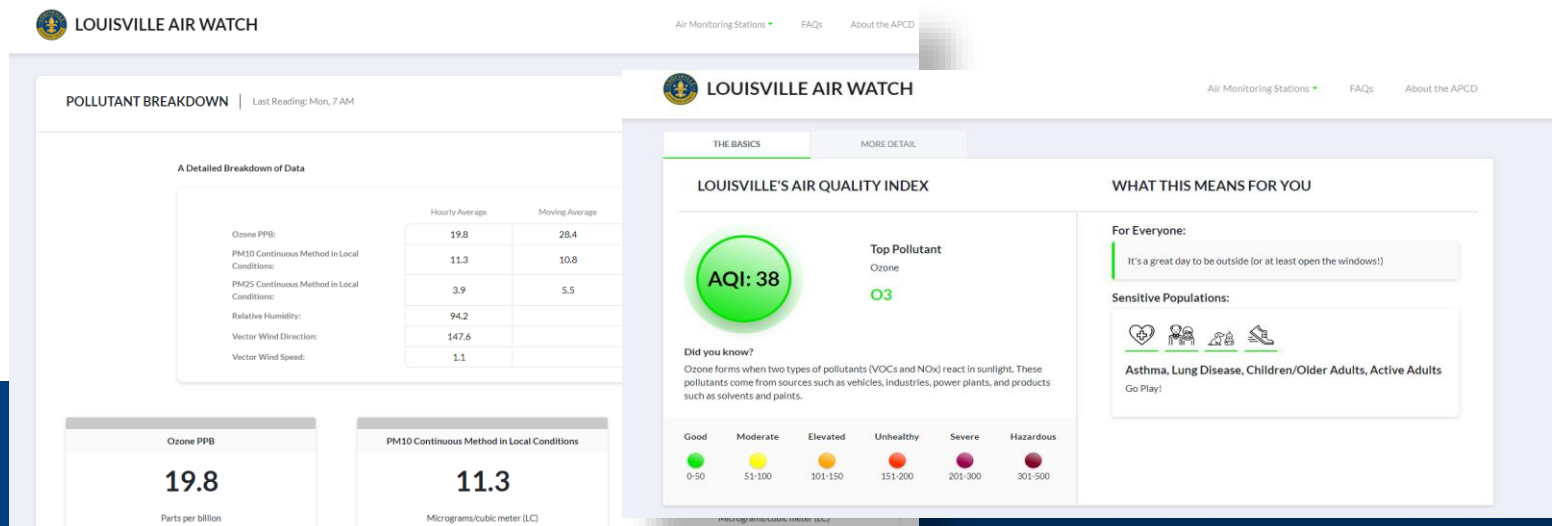 LOUISVILLE AIR WATCH
Air Monitoring Stations
FAQs
About the APCD
POLLUTANT BREAKDOWN
Last Reading: Mon, 7 AM
A Detailed Breakdown of Data
Hourly Average Moving Average
Ozone PPB: 19.8 28.4
PM10 Continuous Method in Local
Conditions: 11.3 10.8
PM25 Continuous Method in Local
Conditions: 3.9 5.5
Relative Humidity: 94.2
Vector Wind Direction: 147.6
Vector Wind Speed: 1.1
Ozone PPB
19.8
Parts per billion
PM10 Continuous Method in Local Conditions
11.3
Micrograms/cubic meter (LC)
LOUISVILLE AIR WATCH
Air Monitoring Stations
FAQs
About the APCD
THE BASICS
MORE DETAIL
LOUISVILLE'S AIR QUALITY INDEX
AQI: 38
Top Pollutant
Ozone
O3
Did you know?
Ozone forms when two types of pollutants (VOCs and NOx) react in sunlight. These
pollutants come from sources such as vehicles, industries, power plants, and products
such as solvents and paints.
Good Moderate Elevated Unhealthy Severe Hazardous
0-50 51-100 101-150 151-200 201-300 301-500
WHAT THIS MEANS FOR YOU
For Everyone:
It's a great day to be outside (or at least open the windows!)
Sensitive Populations:
Asthma, Lung Disease, Children/Older Adults, Active Adults
Go Play!
Micrograms/cubic meter (LC)